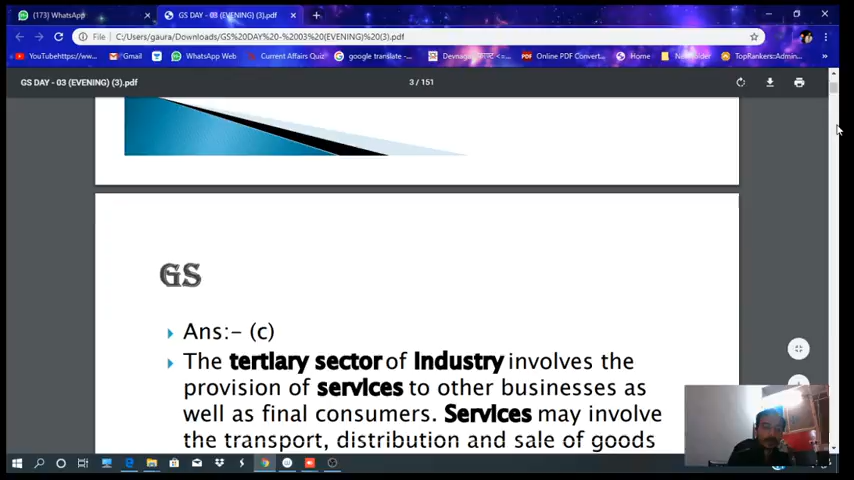 (173) WhatsApp
GS DAY - 03 (EVENING) (3).pdf
File
C:/Users/gaura/Downloads/GS%20DAY%20-%2003%20(EVENING)%20(3).pdf
YouTubehttps://ww...
Gmail
WhatsApp Web
Current Affairs Quiz
google translate -...
Devnag
Online PDF Convert...
Home
New folder
TopRankers:Admin...
GS DAY - 03 (EVENING) (3).pdf
3 / 151
GS
Ans:- (c)
The tertiary sector of industry involves the
provision of services to other businesses as
well as final consumers. Services may involve
the transport, distribution and sale of goods